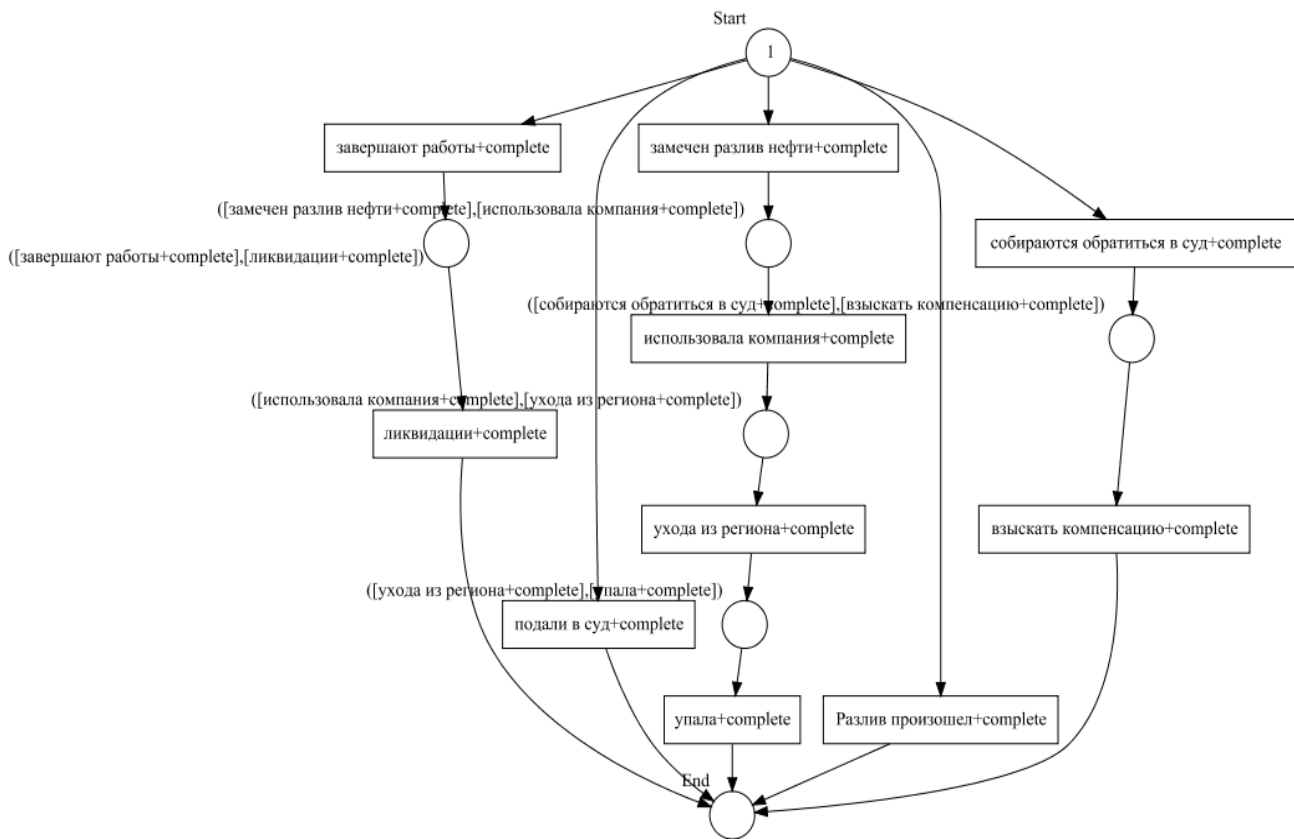 Start
1
завершают работы+complete
замечен разлив нефти+complete
([замечен разлив нефти+complete],[использовала компания+complete])
собираются обратиться в суд+complete
([завершают работы+complete],[ликвидации+complete])
([собираются обратиться в суд+complete],[взыскать компенсацию+complete])
использовала компания+complete
([использовала компания+complete],[ухода из региона+complete])
ликвидации+complete
ухода из региона+complete
взыскать компенсацию+complete
([ухода из региона+complete],[упала+complete])
подали в суд+complete
упала+complete
Разлив произошел+complete
End